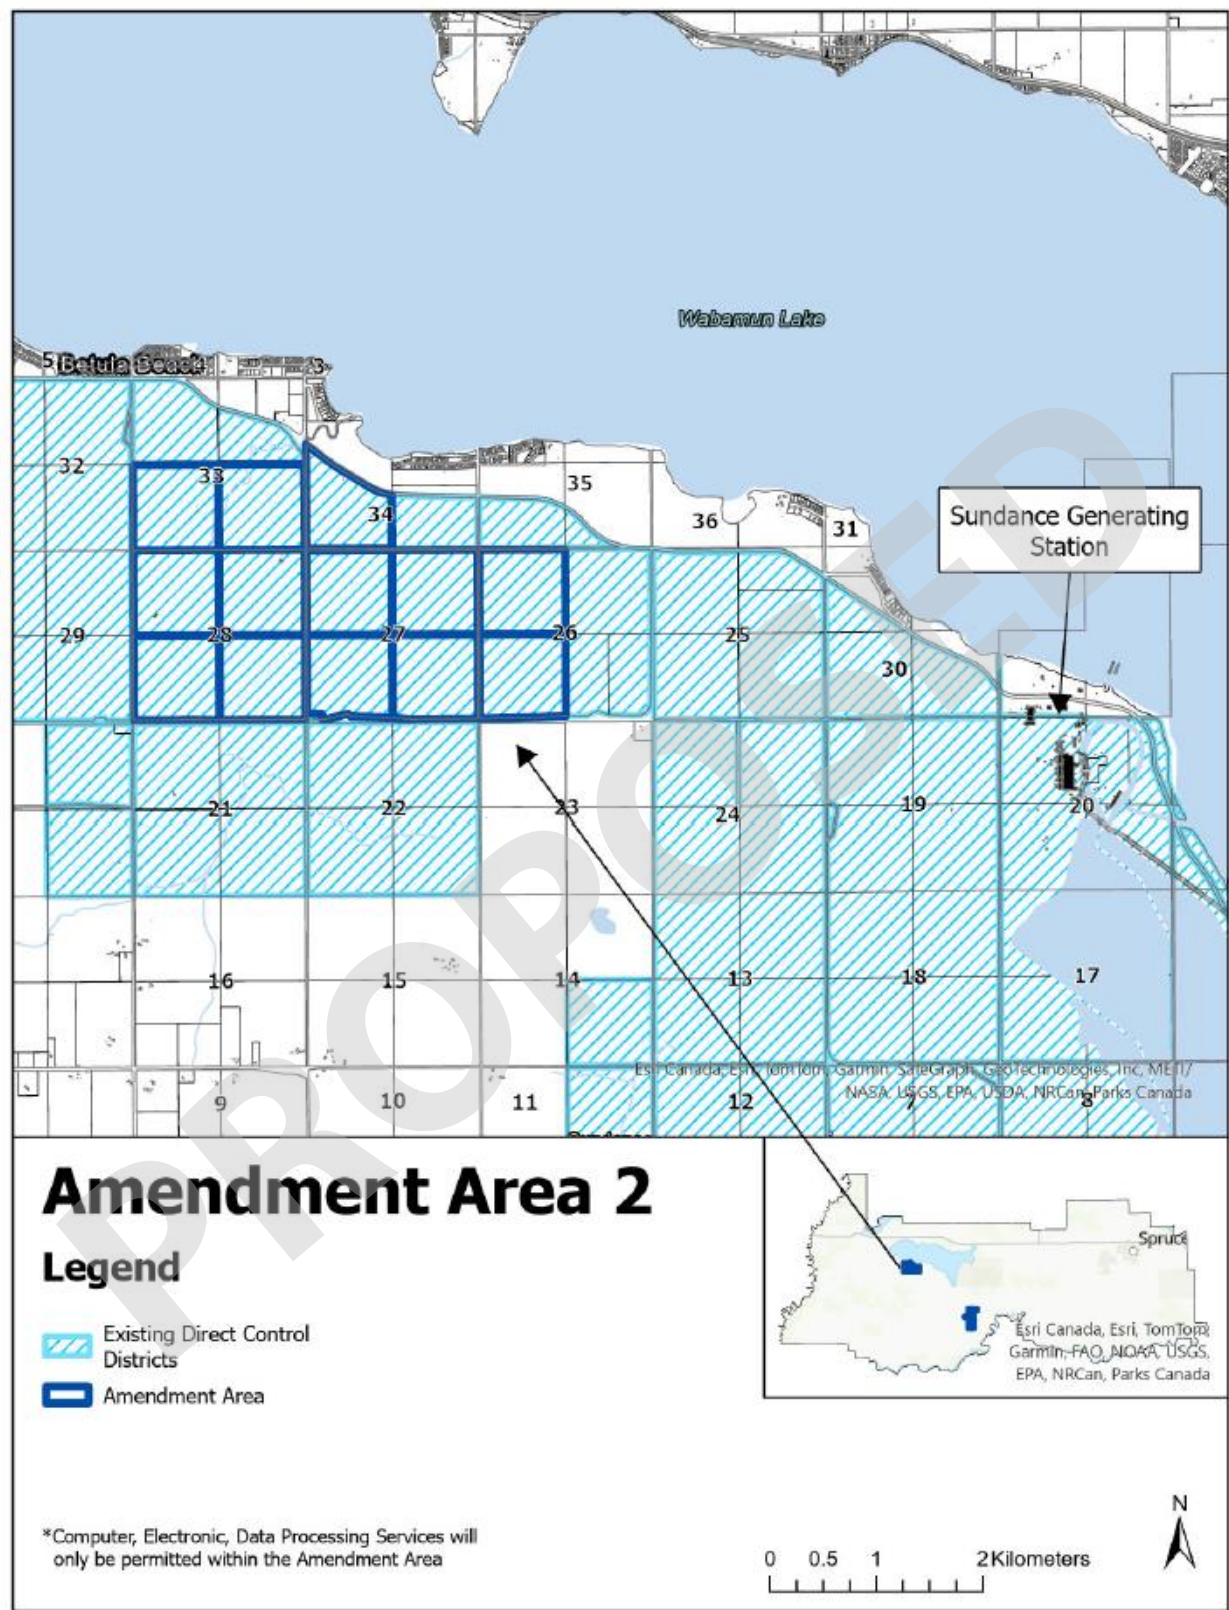 Wabamun Lake
5 Betula Beach 4 3
32 33 34 35 36 31
Sundance Generating
Station
29 28 27 26 25 30
21 22 23 24 19 20
16 15 14 13 18 17
Esri Canada, Esri, TomTom, Garmin, SafeGraph, GeoTechnologies, Inc, METI/
NASA, USGS, EPA, USDA, NRCan, Parks Canada
9 10 11 12 7 8
PROPOSED
Amendment Area 2
Legend
Existing Direct Control
Districts
Amendment Area
Spruce
Esri Canada, Esri, TomTom,
Garmin, FAO, NOAA, USGS,
EPA, NRCan, Parks Canada
*Computer, Electronic, Data Processing Services will
only be permitted within the Amendment Area
N
0 0.5 1 2 Kilometers